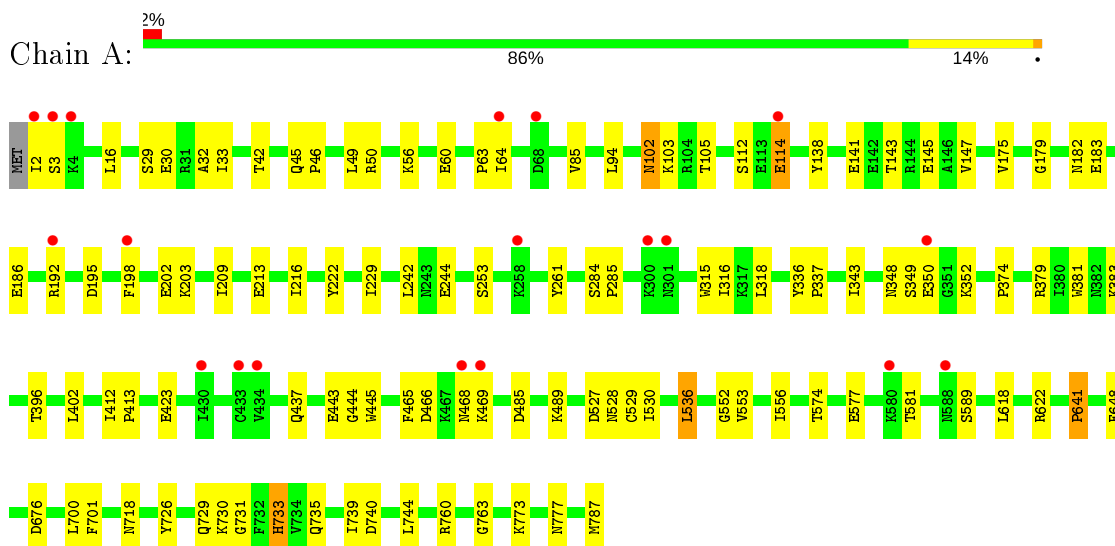 2%
Chain A:
86% 14% •
MET I2 S3 K4 L16 S29 E30 R31 A32 I33 T42 Q45 P46 L49 R50 K56 E60 P63 I64 D68 V85 L94 N102 K103 R104 T105 S112 E113 E114 Y138 E141 E142 T143 R144 E145 A146 V147 V175 G179 N182 E183
E186 R192 D195 F198 E202 K203 I209 E213 I216 Y222 I229 L242 N243 E244 S253 K258 Y261 S284 P285 K300 N301 W315 I316 K317 L318 Y336 P337 I343 N348 S349 E350 G351 K352 P374 R379 I380 W381 N382 K383
T396 L402 I412 P413 E423 I430 C433 V434 Q437 E443 G444 W445 F465 D466 K467 N468 K469 D485 K489 D527 N528 C529 I530 L536 G552 V553 I556 T574 E577 K580 T581 N588 S589 L618 R622 P641
D676 L700 F701 N718 Y726 Q729 K730 G731 F732 H733 V734 Q735 I739 D740 L744 R760 G763 K773 N777 M787